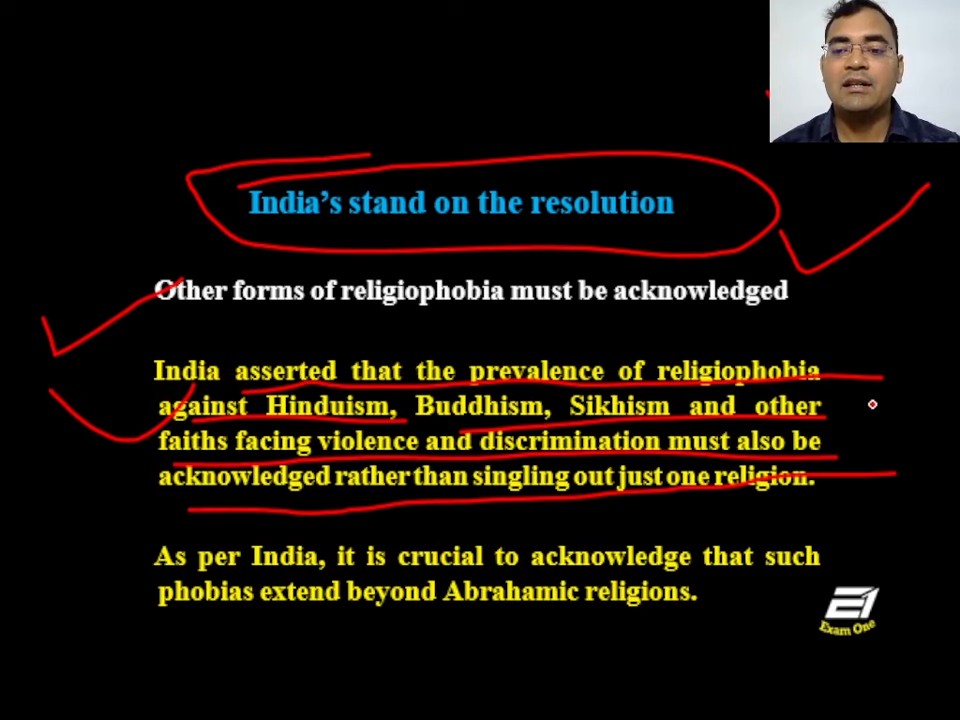 India's stand on the resolution
Other forms of religiophobia must be acknowledged
India asserted that the prevalence of religiophobia
against Hinduism, Buddhism, Sikhism and other
faiths facing violence and discrimination must also be
acknowledged rather than singling out just one religion.
As per India, it is crucial to acknowledge that such
phobias extend beyond Abrahamic religions.
E1
Exam One